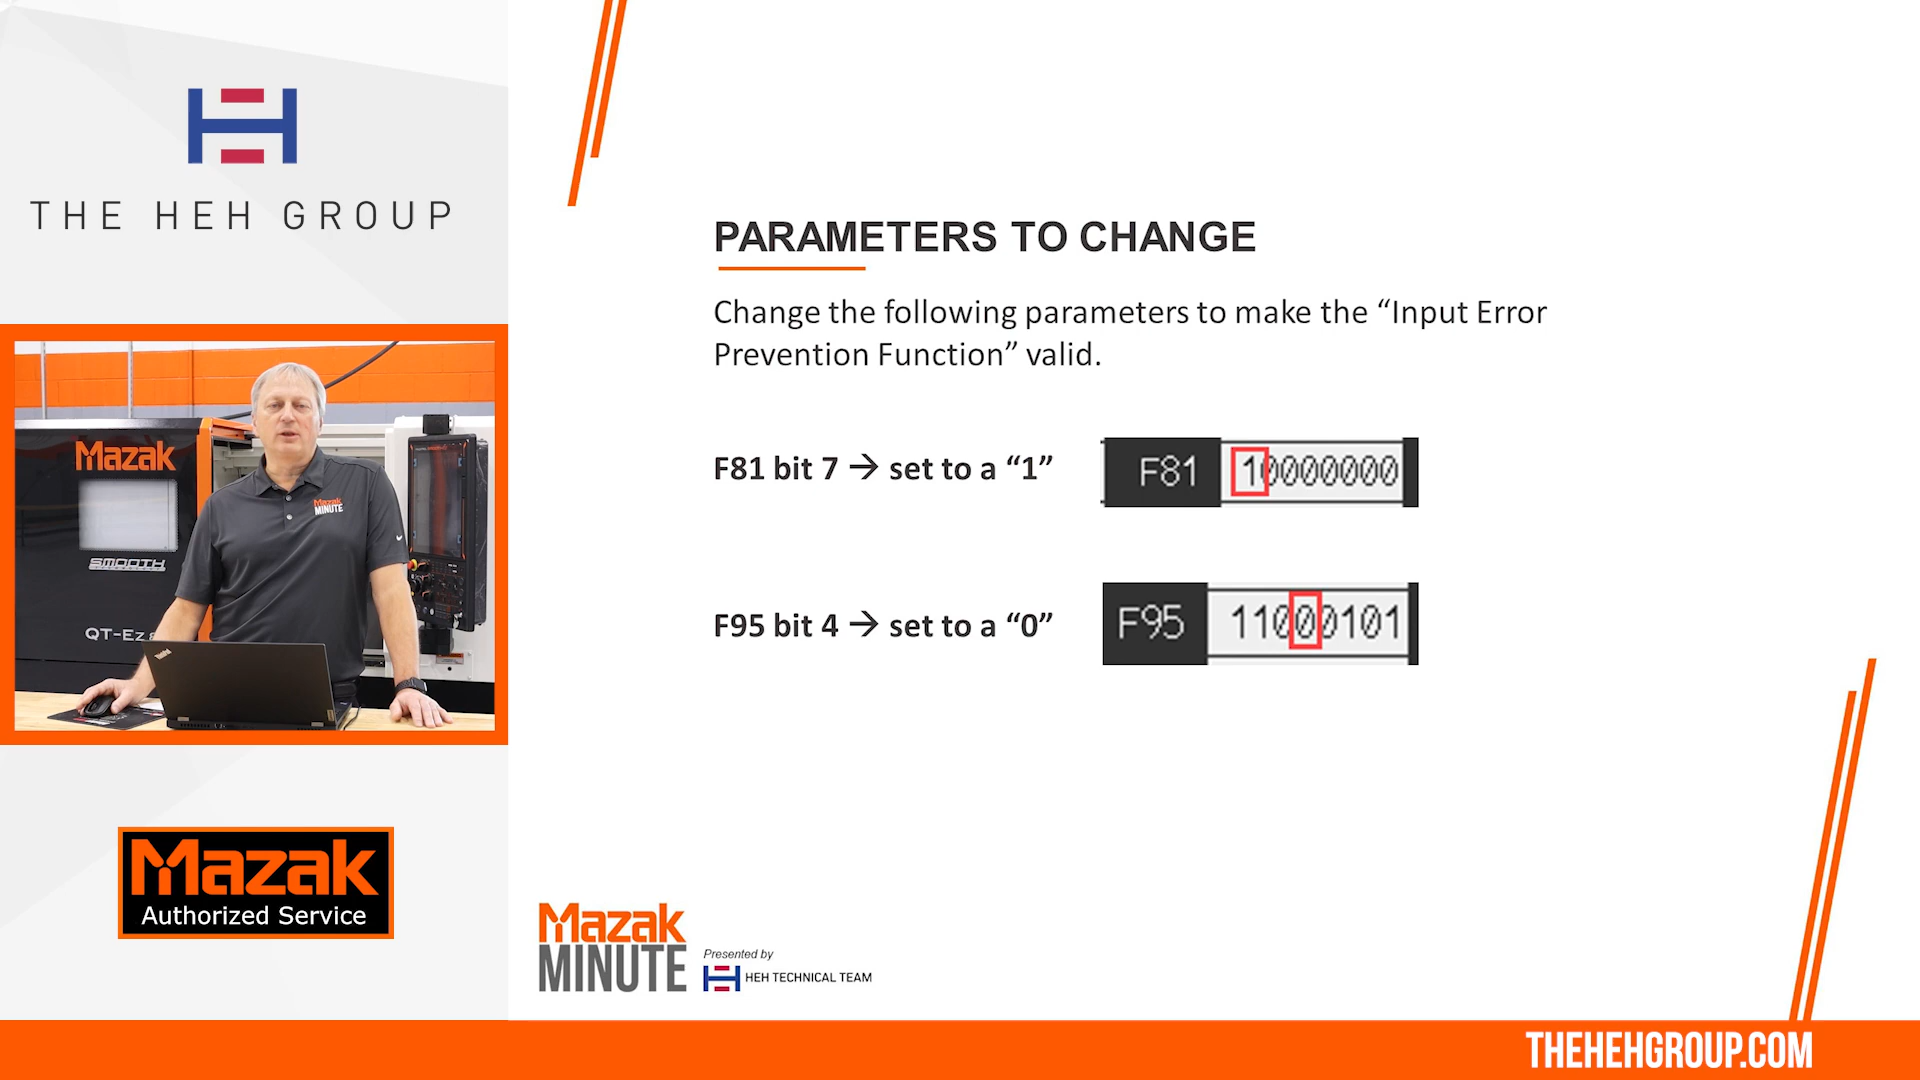 THE HEH GROUP
Mazak
SMOOTH
QT-Ez
Mazak
MINUTE
Mazak
Authorized Service
PARAMETERS TO CHANGE
Change the following parameters to make the “Input Error
Prevention Function” valid.
F81 bit 7 → set to a “1”
F81 10000000
F95 bit 4 → set to a “0”
F95 11000101
Mazak
MINUTE
Presented by
HEH TECHNICAL TEAM
THEHEHGROUP.COM